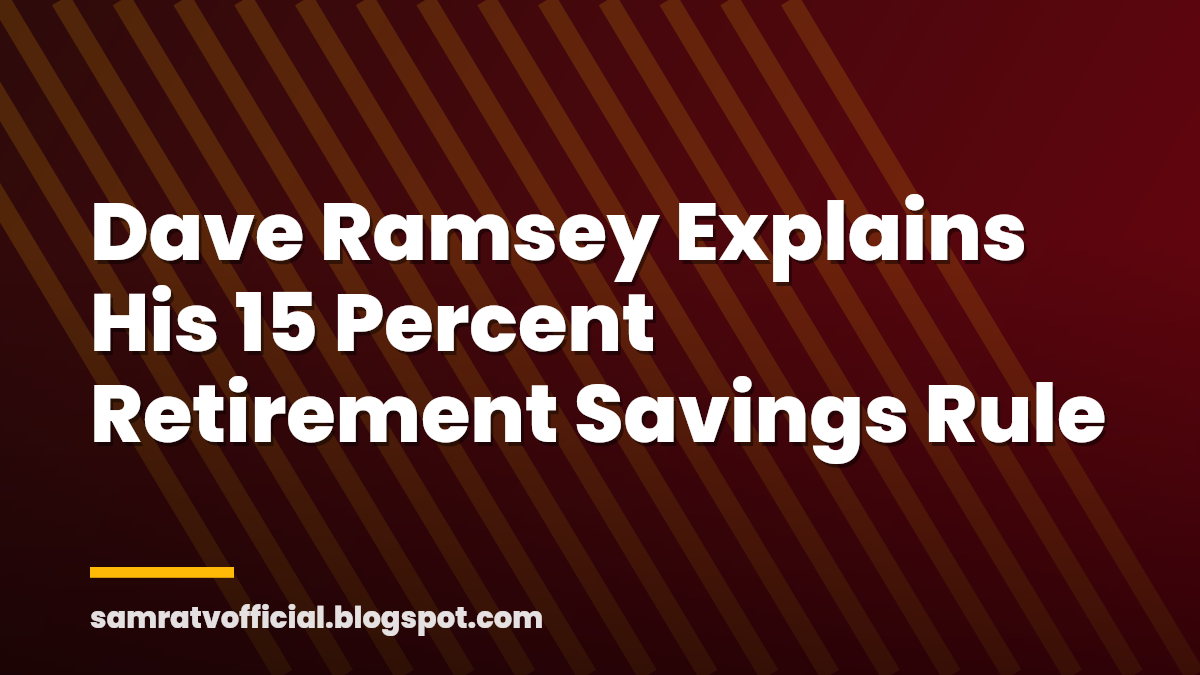 Dave Ramsey Explains
His 15 Percent
Retirement Savings Rule
samratvofficial.blogspot.com